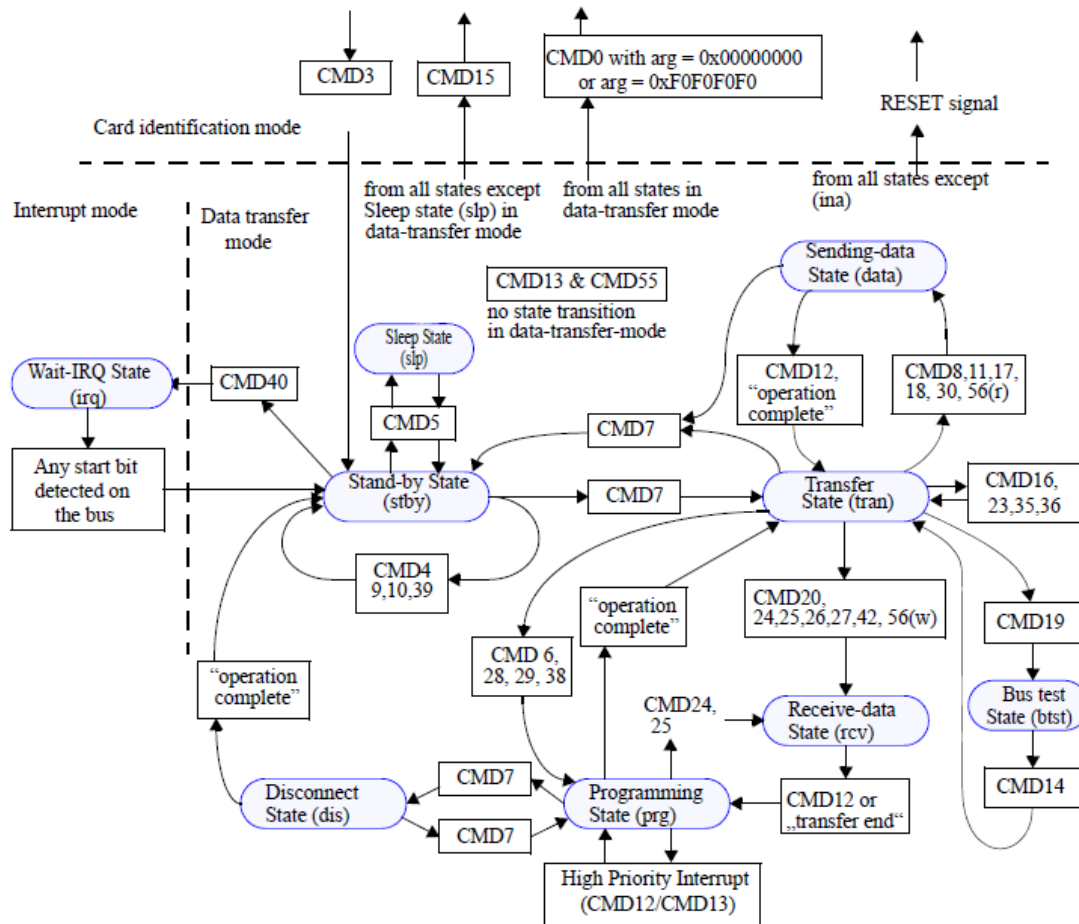 CMD3
CMD15
CMD0 with arg = 0x00000000
or arg = 0xF0F0F0F0
RESET signal
Card identification mode
from all states except
Sleep state (slp) in
data-transfer mode
from all states in
data-transfer mode
from all states except
(ina)
Interrupt mode
Data transfer
mode
Sending-data
State (data)
CMD13 & CMD55
no state transition
in data-transfer-mode
Sleep State
(slp)
Wait-IRQ State
(irq)
CMD40
CMD12,
“operation
complete”
CMD8,11,17,
18, 30, 56(r)
CMD5
CMD7
Any start bit
detected on
the bus
Stand-by State
(stby)
CMD7
Transfer
State (tran)
CMD16,
23,35,36
CMD4
9,10,39
“operation
complete”
CMD20,
24,25,26,27,42, 56(w)
CMD19
CMD 6,
28, 29, 38
“operation
complete”
CMD24,
25
Receive-data
State (rcv)
Bus test
State (btst)
CMD7
Disconnect
State (dis)
Programming
State (prg)
CMD12 or
„transfer end“
CMD14
CMD7
High Priority Interrupt
(CMD12/CMD13)